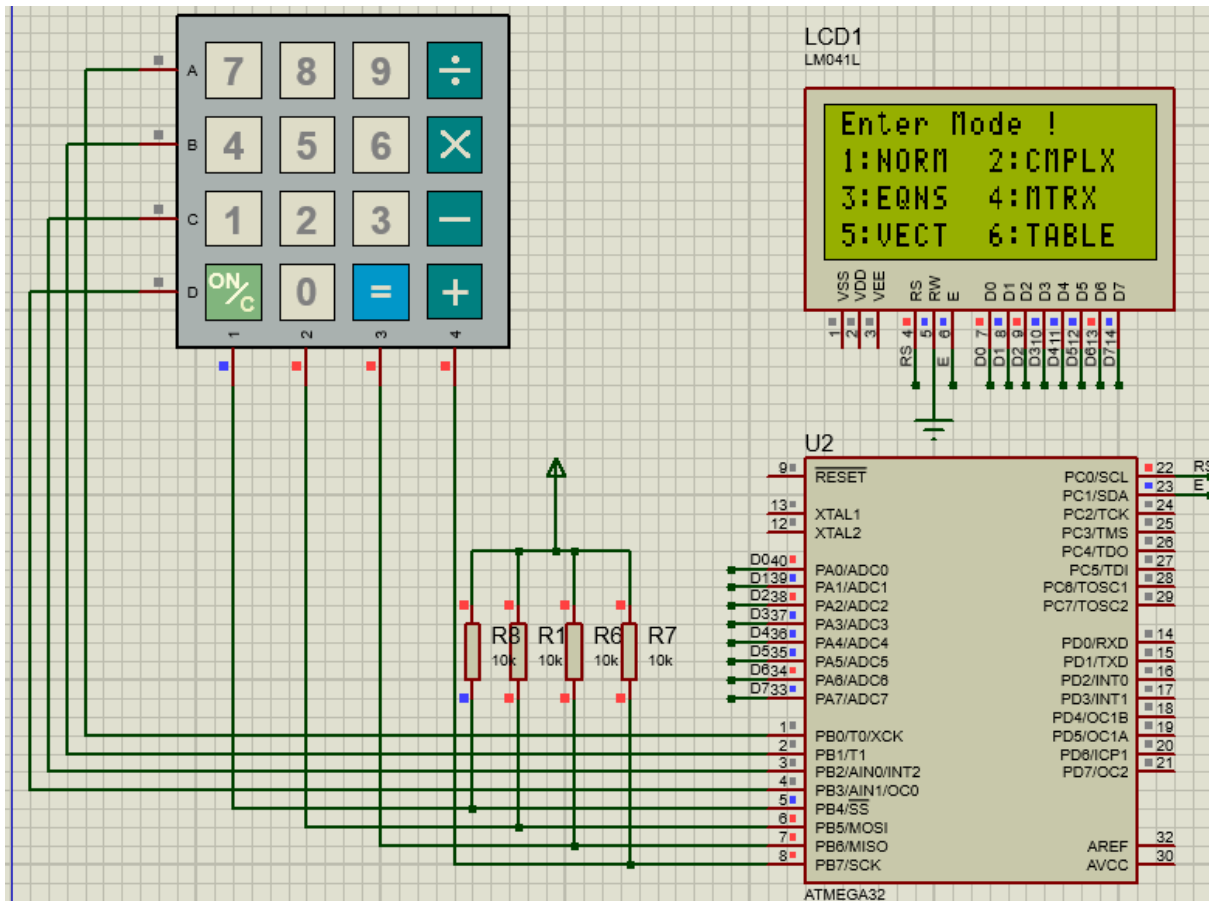 A 7 8 9 ÷
B 4 5 6 ×
C 1 2 3 −
D ON/C 0 = +
1 2 3 4
LCD1
LM041L
Enter Mode !
1:NORM 2:CMPLX
3:EQNS 4:MTRX
5:VECT 6:TABLE
VSS VDD VEE RS RW E D0 D1 D2 D3 D4 D5 D6 D7
1 2 3 4 5 6 7 8 9 10 11 12 13 14
RS E D0 D1 D2 D3 D4 D5 D6 D7
R8 R1 R6 R7
10k 10k 10k 10k
U2
9 RESET
13 XTAL1
12 XTAL2
D0 40 PA0/ADC0
D1 39 PA1/ADC1
D2 38 PA2/ADC2
D3 37 PA3/ADC3
D4 36 PA4/ADC4
D5 35 PA5/ADC5
D6 34 PA6/ADC6
D7 33 PA7/ADC7
1 PB0/T0/XCK
2 PB1/T1
3 PB2/AIN0/INT2
4 PB3/AIN1/OC0
5 PB4/SS
6 PB5/MOSI
7 PB6/MISO
8 PB7/SCK
PC0/SCL 22 RS
PC1/SDA 23 E
PC2/TCK 24
PC3/TMS 25
PC4/TDO 26
PC5/TDI 27
PC6/TOSC1 28
PC7/TOSC2 29
PD0/RXD 14
PD1/TXD 15
PD2/INT0 16
PD3/INT1 17
PD4/OC1B 18
PD5/OC1A 19
PD6/ICP1 20
PD7/OC2 21
AREF 32
AVCC 30
ATMEGA32